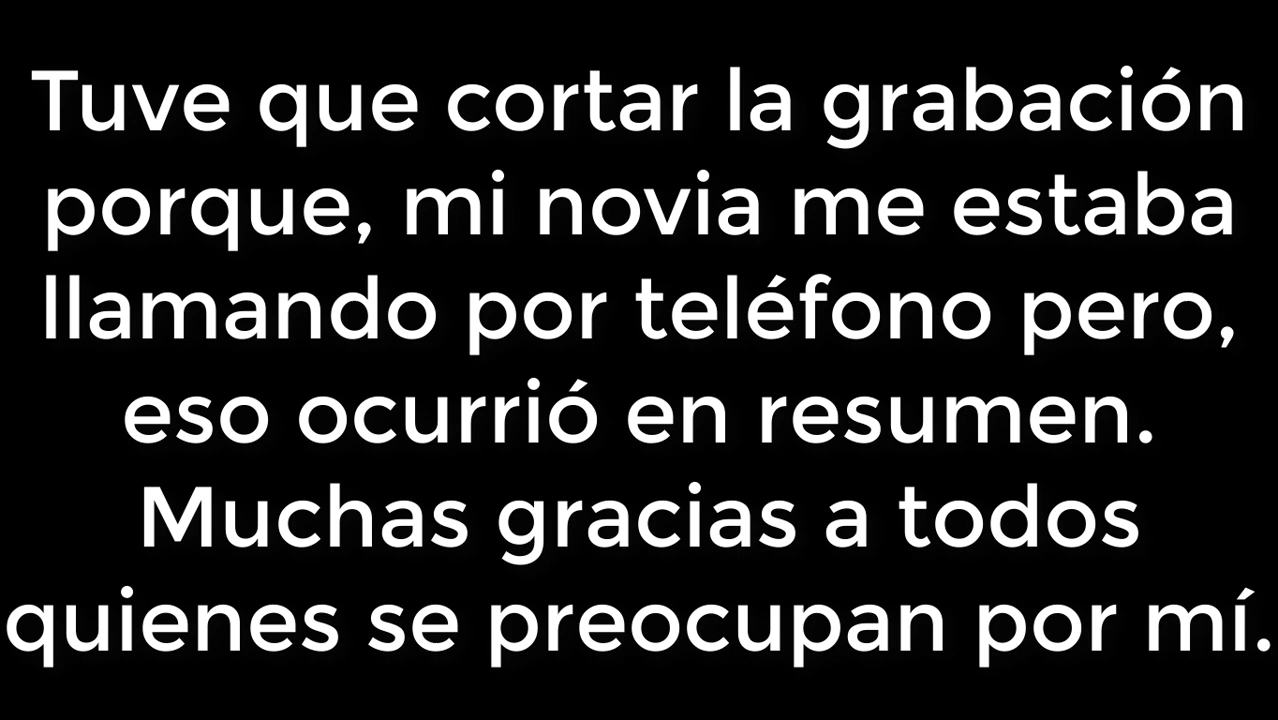 Tuve que cortar la grabación
porque, mi novia me estaba
llamando por teléfono pero,
eso ocurrió en resumen.
Muchas gracias a todos
quienes se preocupan por mí.